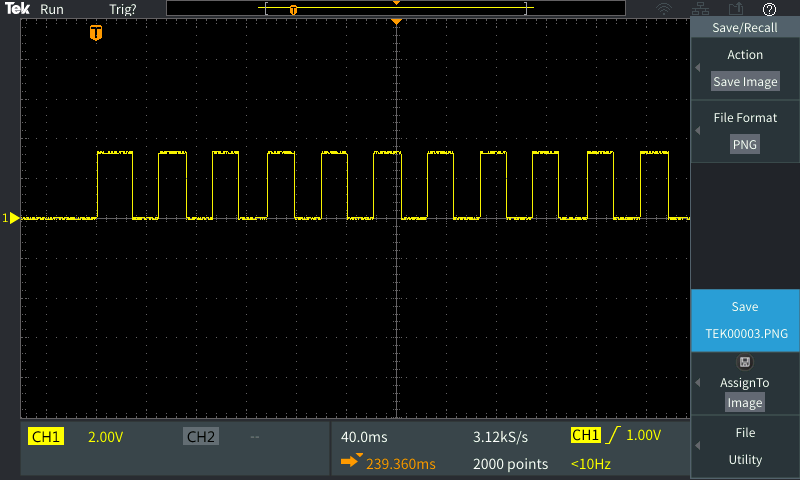 Tek Run Trig?
T
Save/Recall
Action
Save Image
File Format
PNG
T
1
Save
TEK00003.PNG
AssignTo
Image
File
Utility
CH1 2.00V CH2 -- 40.0ms 3.12kS/s CH1 1.00V
239.360ms 2000 points <10Hz